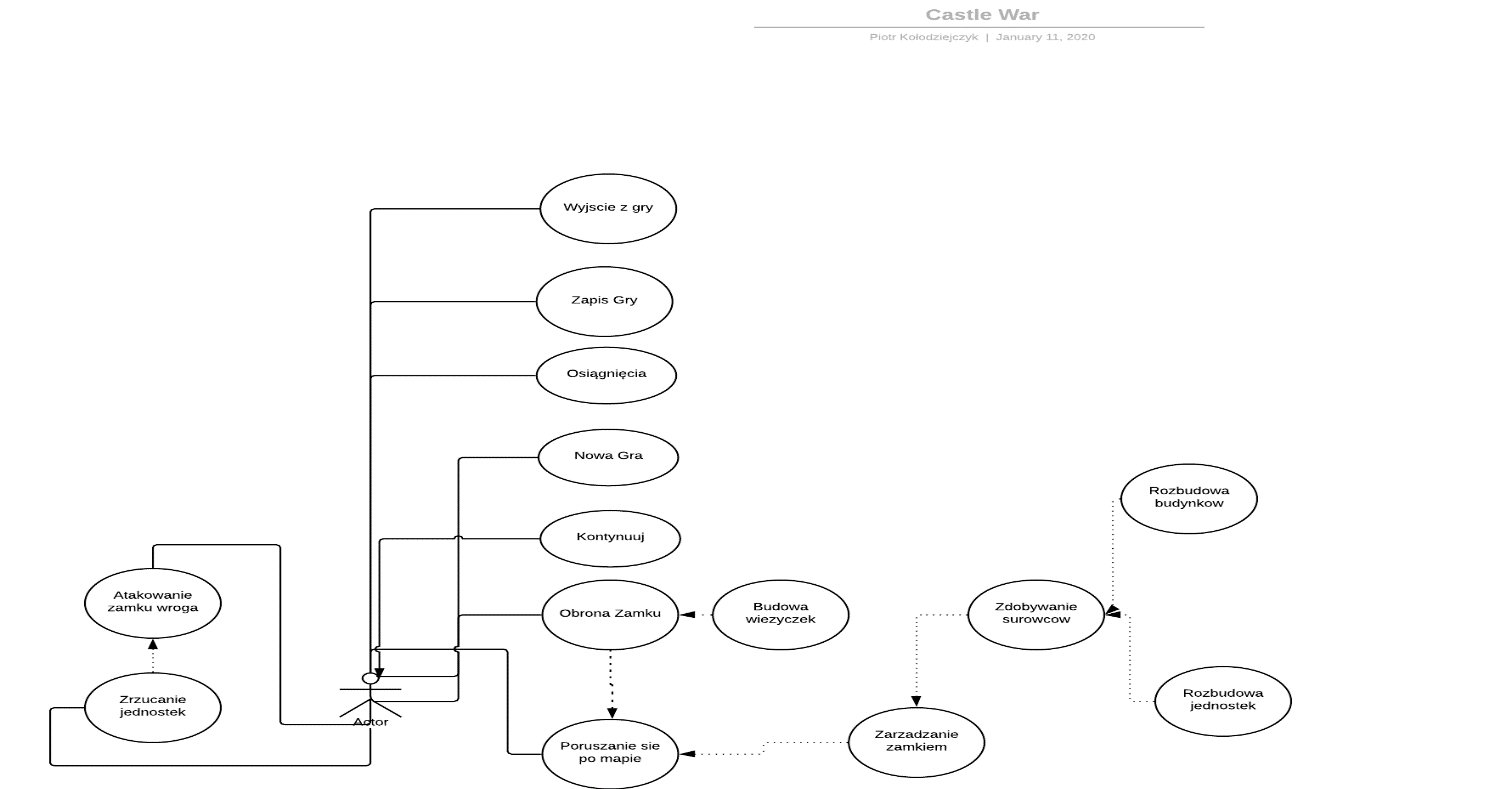 Castle War
Piotr Kołodziejczyk | January 11, 2020
Wyjscie z gry
Zapis Gry
Osiągnięcia
Nowa Gra
Kontynuuj
Rozbudowa
budynkow
Atakowanie
zamku wroga
Obrona Zamku
Budowa
wiezyczek
Zdobywanie
surowcow
Zrzucanie
jednostek
Actor
Rozbudowa
jednostek
Poruszanie sie
po mapie
Zarzadzanie
zamkiem